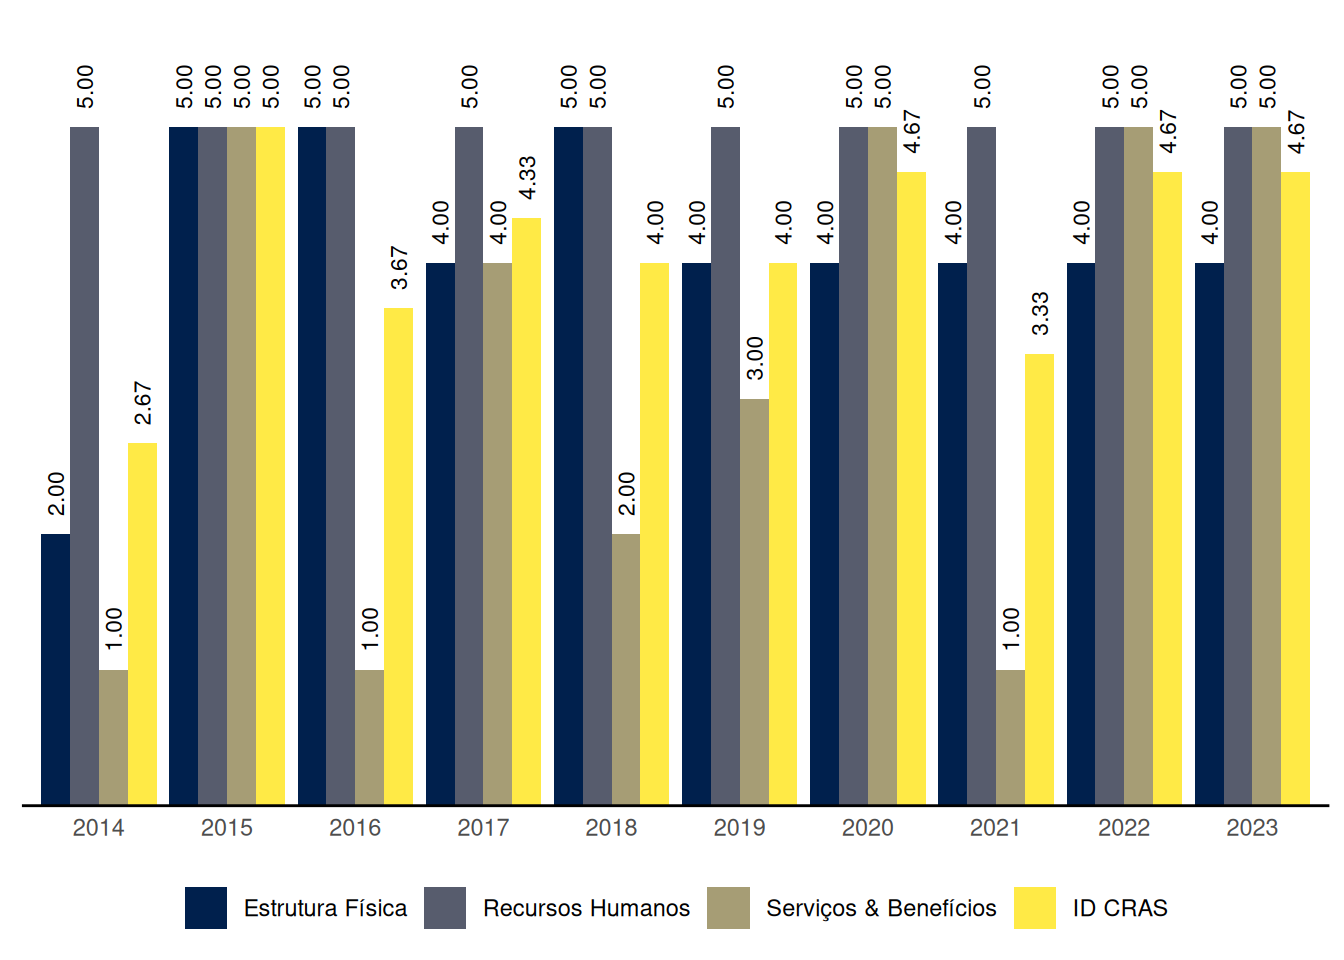 5.00 5.00 5.00 5.00 5.00 5.00 5.00 5.00 5.00 5.00 5.00 5.00 5.00 5.00 5.00 5.00 5.00 5.00
4.67 4.67 4.67
4.33
4.00 4.00 4.00 4.00 4.00 4.00 4.00 4.00 4.00
3.67
3.33
3.00
2.67
2.00 2.00
1.00 1.00 1.00
2014 2015 2016 2017 2018 2019 2020 2021 2022 2023
Estrutura Física Recursos Humanos Serviços & Benefícios ID CRAS